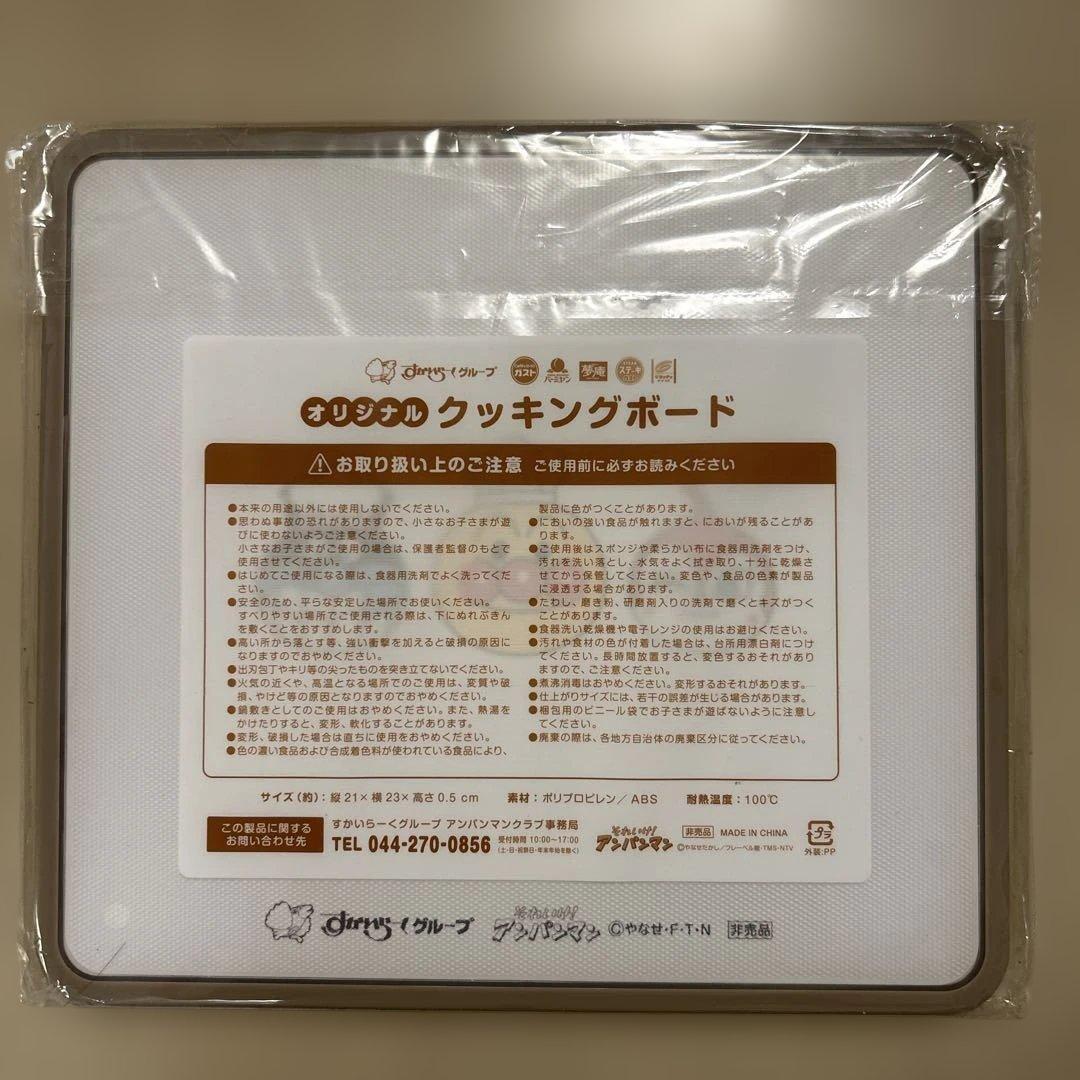 すかいらーくグループ ガスト バーミヤン 夢庵 ステーキガスト
オリジナル クッキングボード
お取り扱い上のご注意 ご使用前に必ずお読みください
●本来の用途以外には使用しないでください。
●思わぬ事故の恐れがありますので、小さなお子さまが遊
びに使わないようご注意ください。
小さなお子さまがご使用の場合は、保護者監督のもとで
使用させてください。
●はじめてご使用になる際は、食器用洗剤でよく洗ってくだ
さい。
●安全のため、平らな安定した場所でお使いください。
すべりやすい場所でご使用される際は、下にぬれぶきん
を敷くことをおすすめします。
●高い所から落とす等、強い衝撃を加えると破損の原因に
なりますのでおやめください。
●出刃包丁やキリ等の尖ったものを突き立てないでください。
●火気の近くや、高温となる場所でのご使用は、変質や破
損、やけど等の原因となりますのでおやめください。
●鍋敷きとしてのご使用はおやめください。また、熱湯を
かけたりすると、変形、軟化することがあります。
●変形、破損した場合は直ちに使用をおやめください。
●色の濃い食品および合成着色料が使われている食品により、
製品に色がつくことがあります。
●においの強い食品が触れますと、においが残ることがあ
ります。
●ご使用後はスポンジや柔らかい布に食器用洗剤をつけ、
汚れを洗い落とし、水気をよく拭き取り、十分に乾燥さ
せてから保管してください。変色や、食品の色素が製品
に浸透する場合があります。
●たわし、磨き粉、研磨剤入りの洗剤で磨くとキズがつく
ことがあります。
●食器洗い乾燥機や電子レンジの使用はお避けください。
●汚れや食材の色が付着した場合は、台所用漂白剤につけ
てください。長時間放置すると、変色するおそれがありま
すので、ご注意ください。
●煮沸消毒はおやめください。変形するおそれがあります。
●仕上がりサイズには、若干の誤差が生じる場合があります。
●梱包用のビニール袋でお子さまが遊ばないように注意し
てください。
●廃棄の際は、各地方自治体の廃棄区分に従ってください。
サイズ(約):縦21×横23×高さ0.5cm 素材:ポリプロピレン/ABS 耐熱温度:100℃
この製品に関する
お問い合わせ先
すかいらーくグループ アンパンマンクラブ事務局
TEL 044-270-0856 受付時間 10:00〜17:00
(土・日・祝祭日・年末年始を除く)
それいけ!
アンパンマン
非売品 MADE IN CHINA
©やなせたかし/フレーベル館・TMS・NTV
プラ
外装:PP
すかいらーくグループ それいけ!アンパンマン ©やなせ・F・T・N 非売品